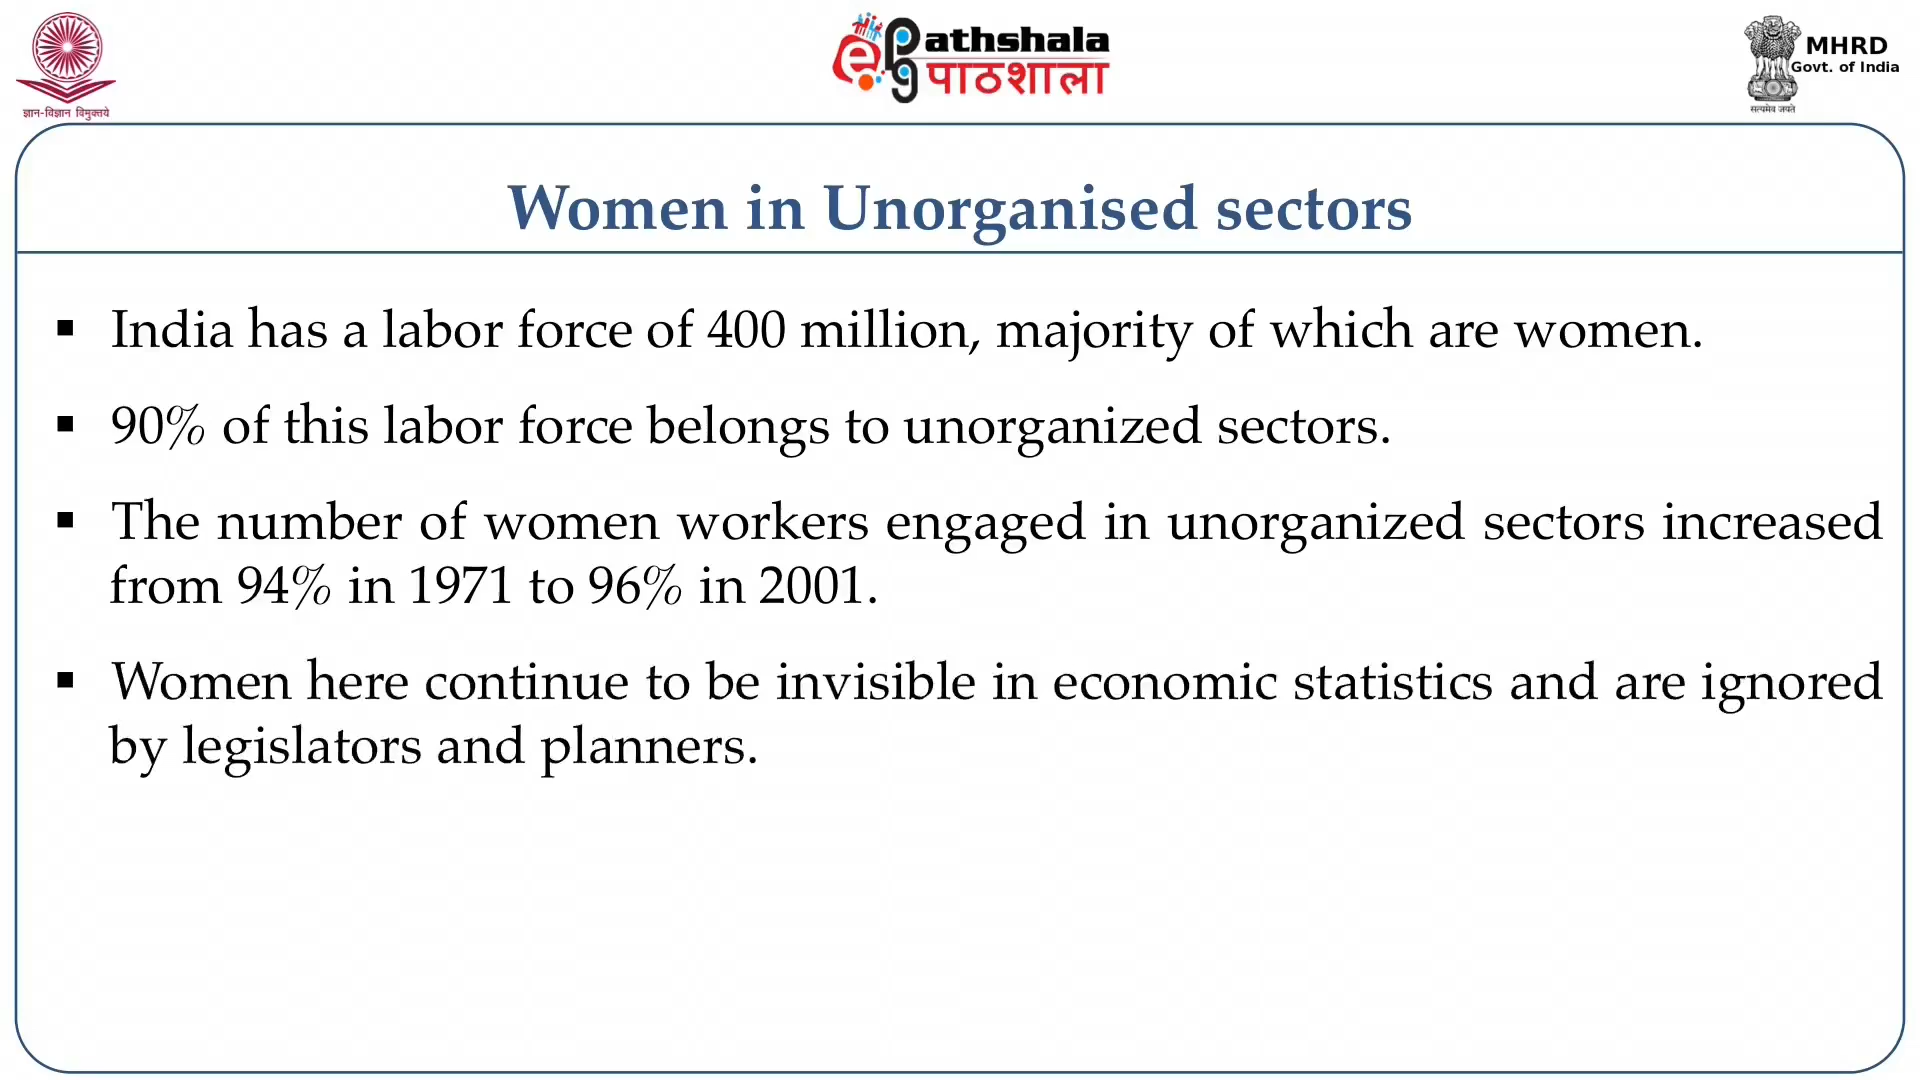 ज्ञान-विज्ञान विमुक्तये
e pg Pathshala
पाठशाला
MHRD
Govt. of India
सत्यमेव जयते
Women in Unorganised sectors
▪ India has a labor force of 400 million, majority of which are women.
▪ 90% of this labor force belongs to unorganized sectors.
▪ The number of women workers engaged in unorganized sectors increased
from 94% in 1971 to 96% in 2001.
▪ Women here continue to be invisible in economic statistics and are ignored
by legislators and planners.